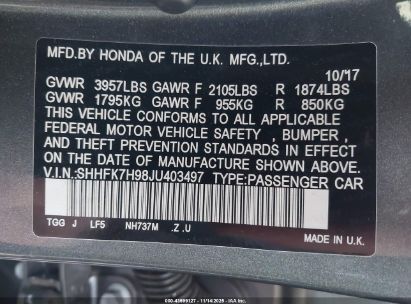 MFD.BY HONDA OF THE U.K. MFG.,LTD.
10/17
GVWR 3957LBS GAWR F 2105LBS R 1874LBS
GVWR 1795KG GAWR F 955KG R 850KG
THIS VEHICLE CONFORMS TO ALL APPLICABLE
FEDERAL MOTOR VEHICLE SAFETY , BUMPER ,
AND THEFT PREVENTION STANDARDS IN EFFECT
ON THE DATE OF MANUFACTURE SHOWN ABOVE.
V.I.N.:SHHFK7H98JU403497 TYPE:PASSENGER CAR
TGG J LF5 NH737M .Z .U
MADE IN U.K.